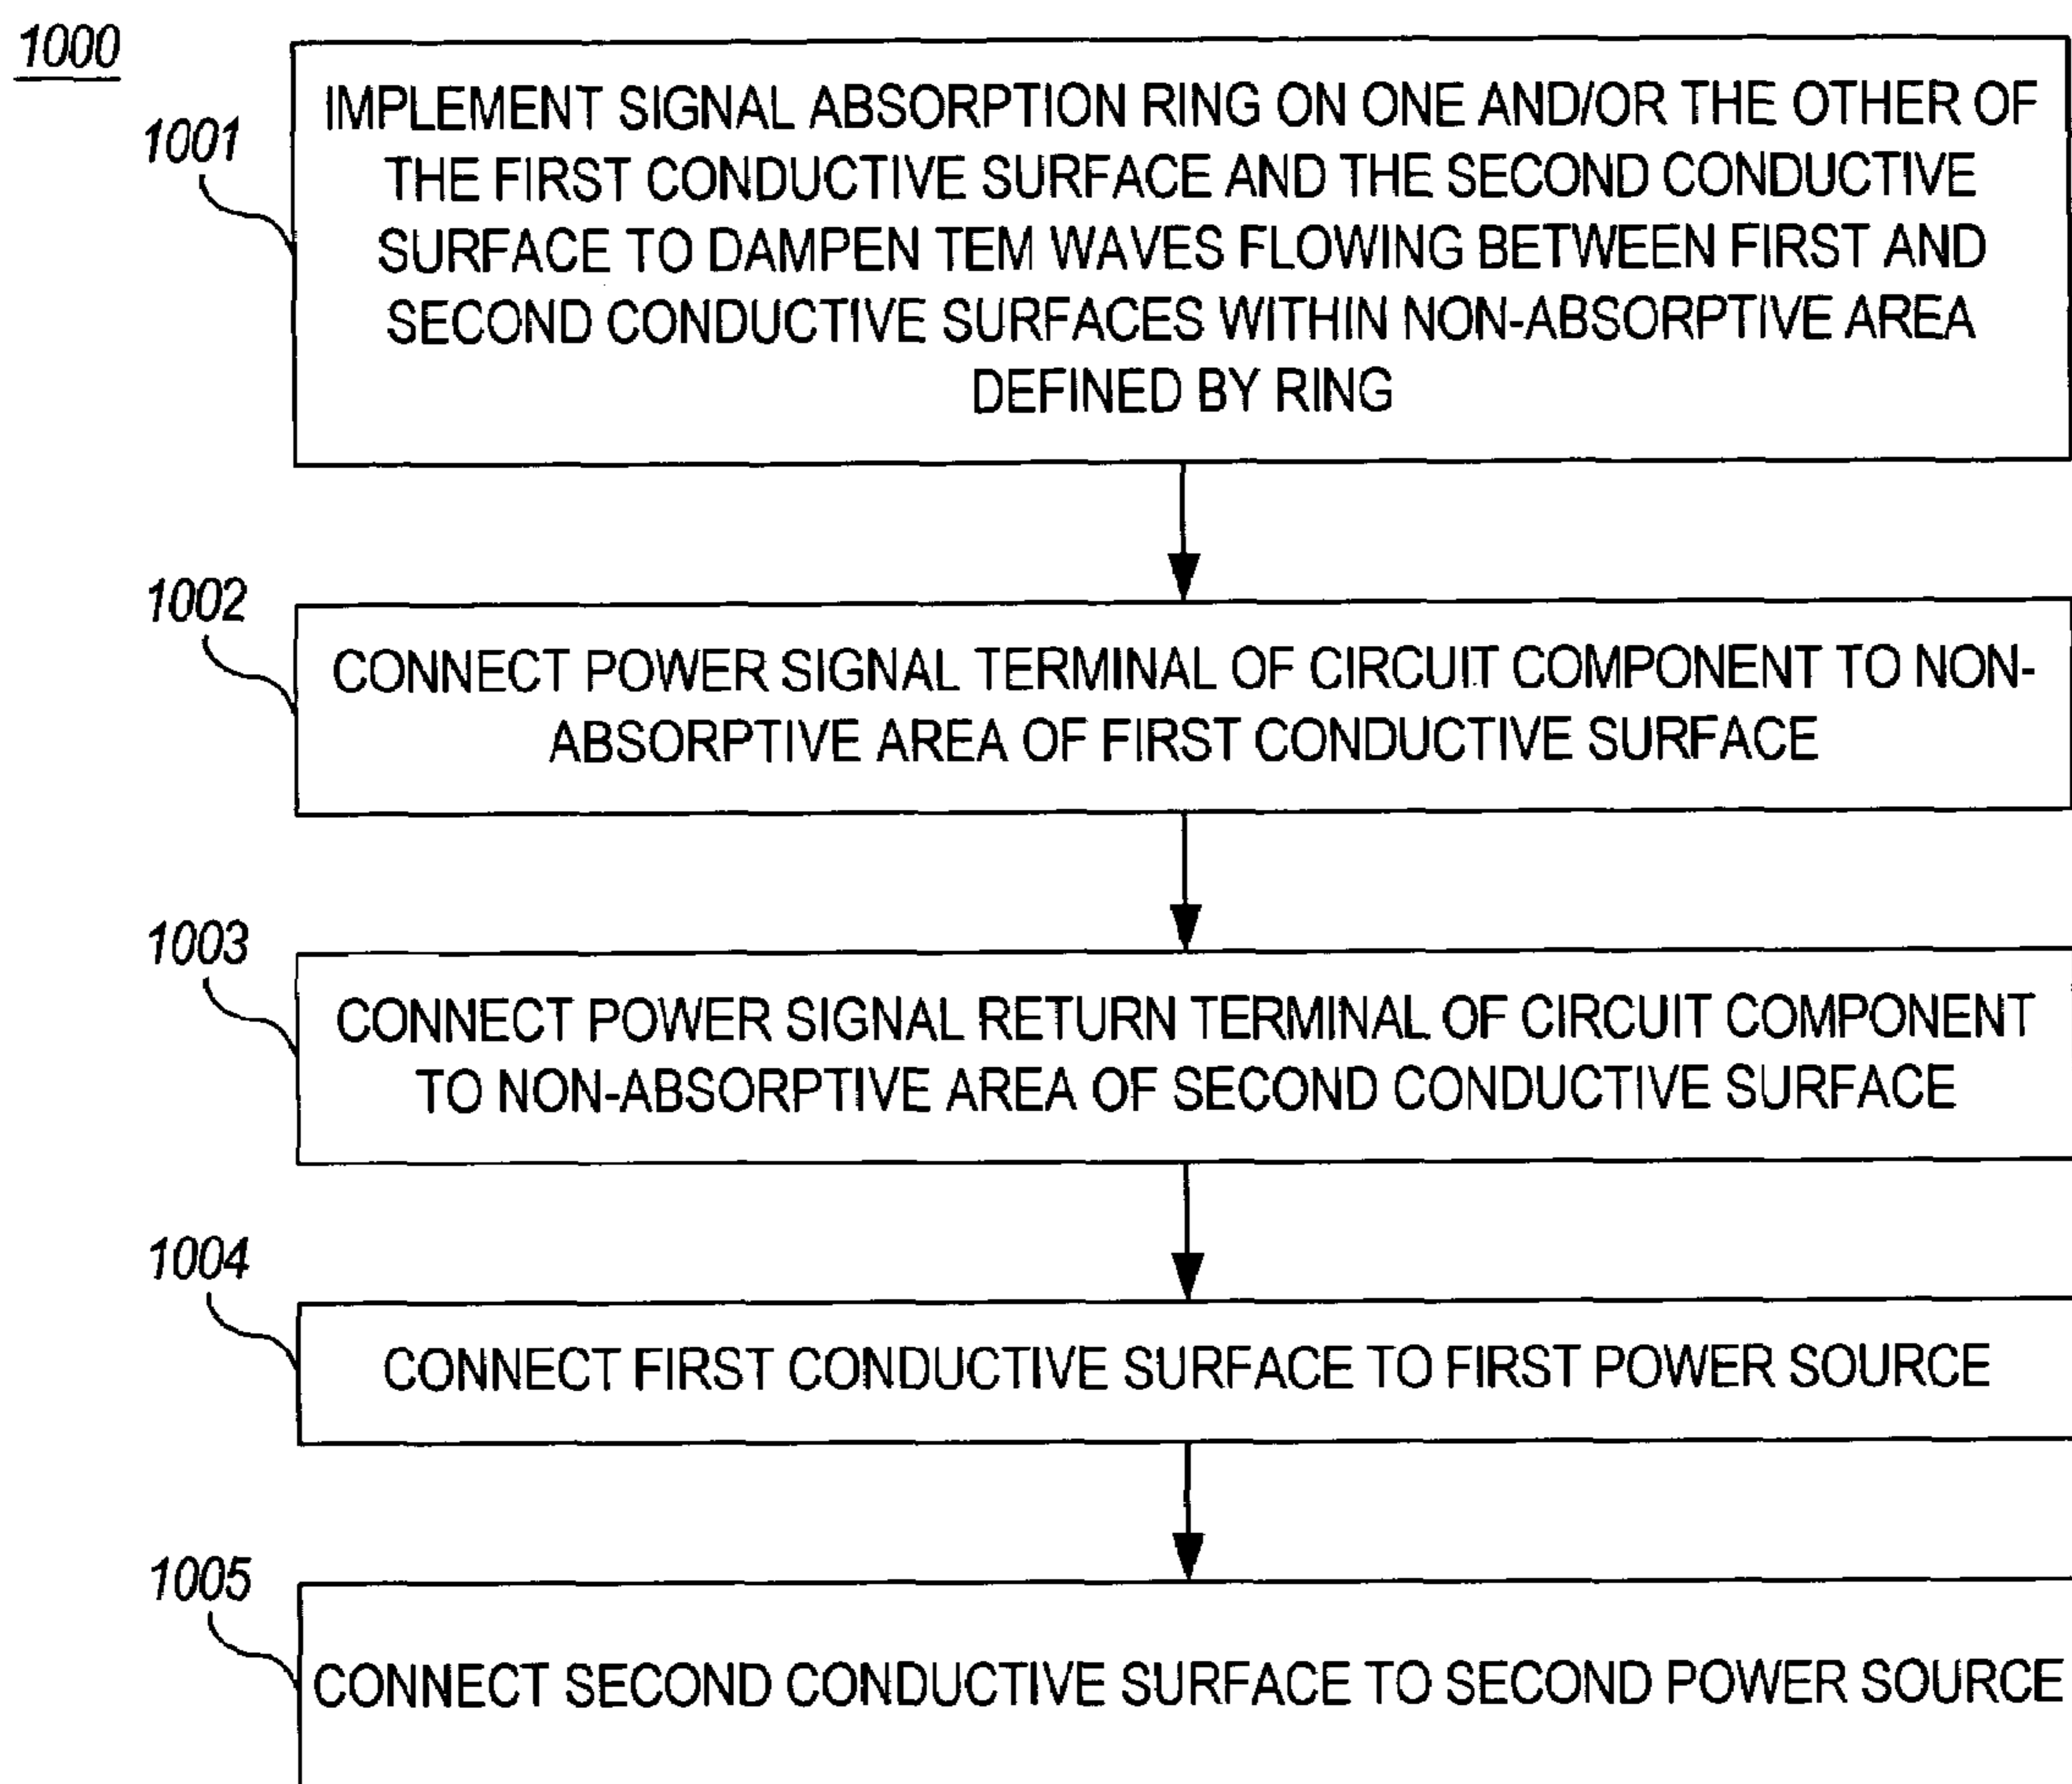 1000
1001
IMPLEMENT SIGNAL ABSORPTION RING ON ONE AND/OR THE OTHER OF
THE FIRST CONDUCTIVE SURFACE AND THE SECOND CONDUCTIVE
SURFACE TO DAMPEN TEM WAVES FLOWING BETWEEN FIRST AND
SECOND CONDUCTIVE SURFACES WITHIN NON-ABSORPTIVE AREA
DEFINED BY RING
1002
CONNECT POWER SIGNAL TERMINAL OF CIRCUIT COMPONENT TO NON-
ABSORPTIVE AREA OF FIRST CONDUCTIVE SURFACE
1003
CONNECT POWER SIGNAL RETURN TERMINAL OF CIRCUIT COMPONENT
TO NON-ABSORPTIVE AREA OF SECOND CONDUCTIVE SURFACE
1004
CONNECT FIRST CONDUCTIVE SURFACE TO FIRST POWER SOURCE
1005
CONNECT SECOND CONDUCTIVE SURFACE TO SECOND POWER SOURCE